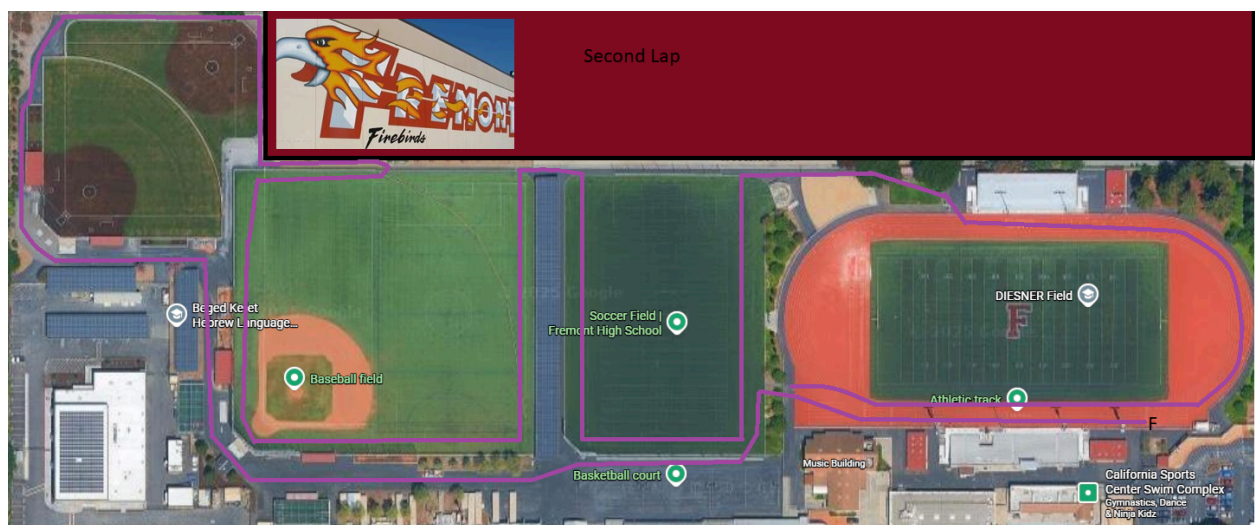 Second Lap
FREMONT
Firebirds
DIESNER Field
Beged Keret
Hebrew Language...
Soccer Field |
Fremont High School
F
Baseball field
Athletic track
F
Music Building
Basketball court
California Sports
Center Swim Complex
Gymnastics, Dance
& Ninja Kidz